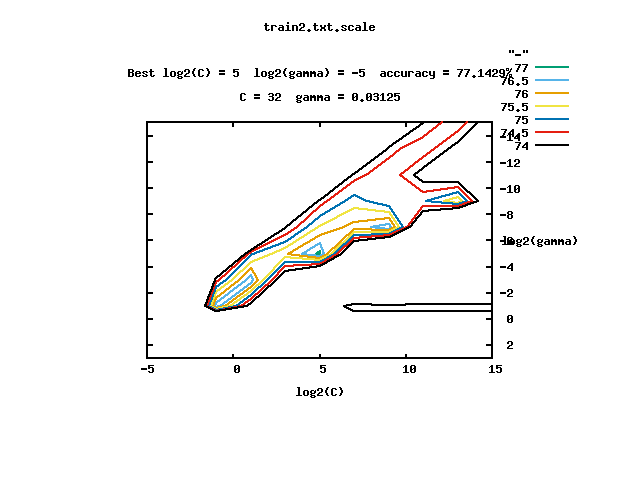 train2.txt.scale
"-"
Best log2(C) = 5  log2(gamma) = -5  accuracy = 77.1429%
77
76.5
76
C = 32  gamma = 0.03125
75.5
75
74.5
-14
74
-12
-10
-8
-6
log2(gamma)
-4
-2
0
2
-5 0 5 10 15
log2(C)